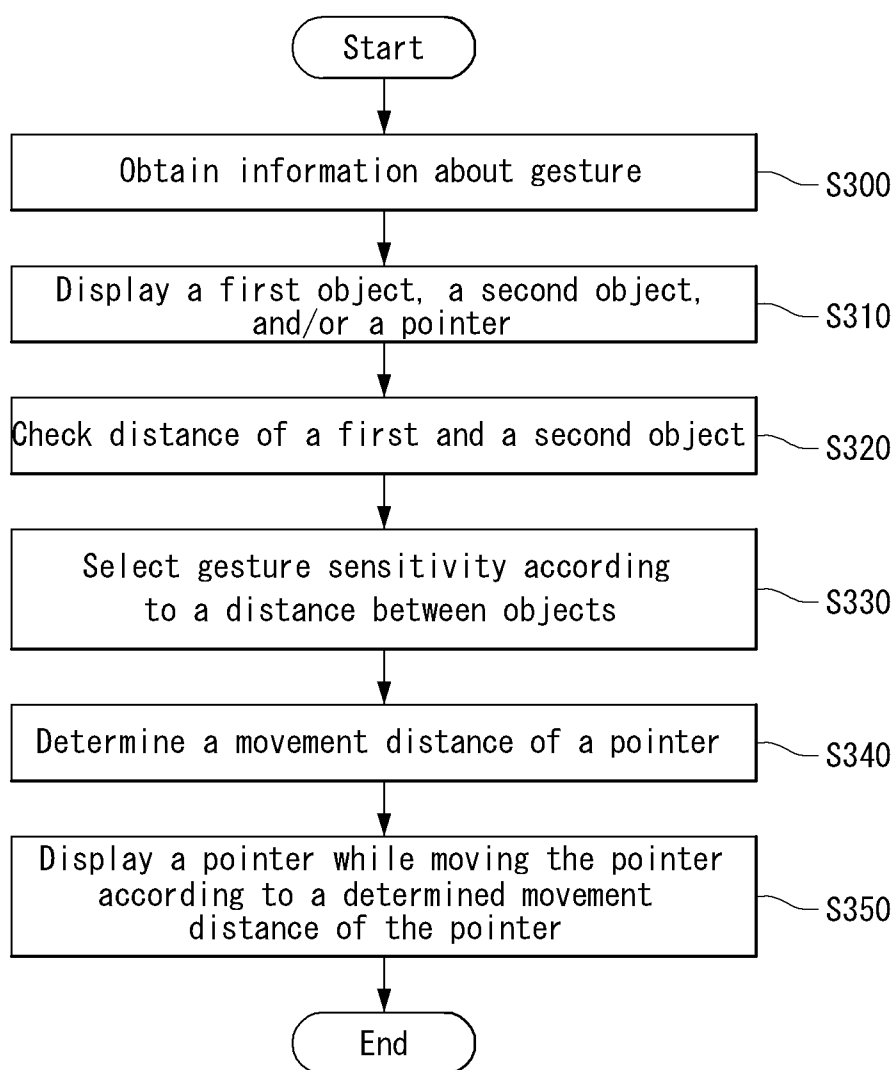 Start
Obtain information about gesture
S300
Display a first object, a second object,
and/or a pointer
S310
Check distance of a first and a second object
S320
Select gesture sensitivity according
to a distance between objects
S330
Determine a movement distance of a pointer
S340
Display a pointer while moving the pointer
according to a determined movement
distance of the pointer
S350
End